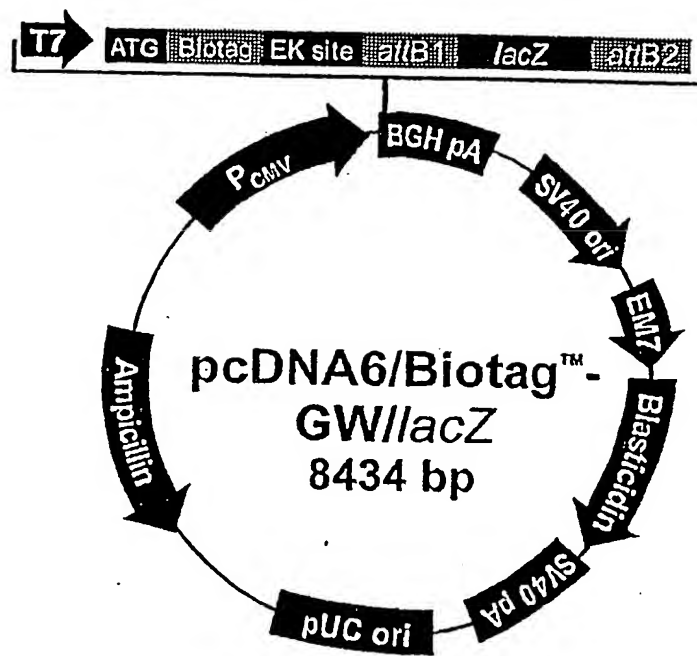 T7 ATG Biotag EK site attB1 lacZ attB2
PCMV
BGH pA
SV40 ori
EM7
Blasticidin
SV40 pA
pUC ori
Ampicillin
pcDNA6/Biotag™-
GW/lacZ
8434 bp